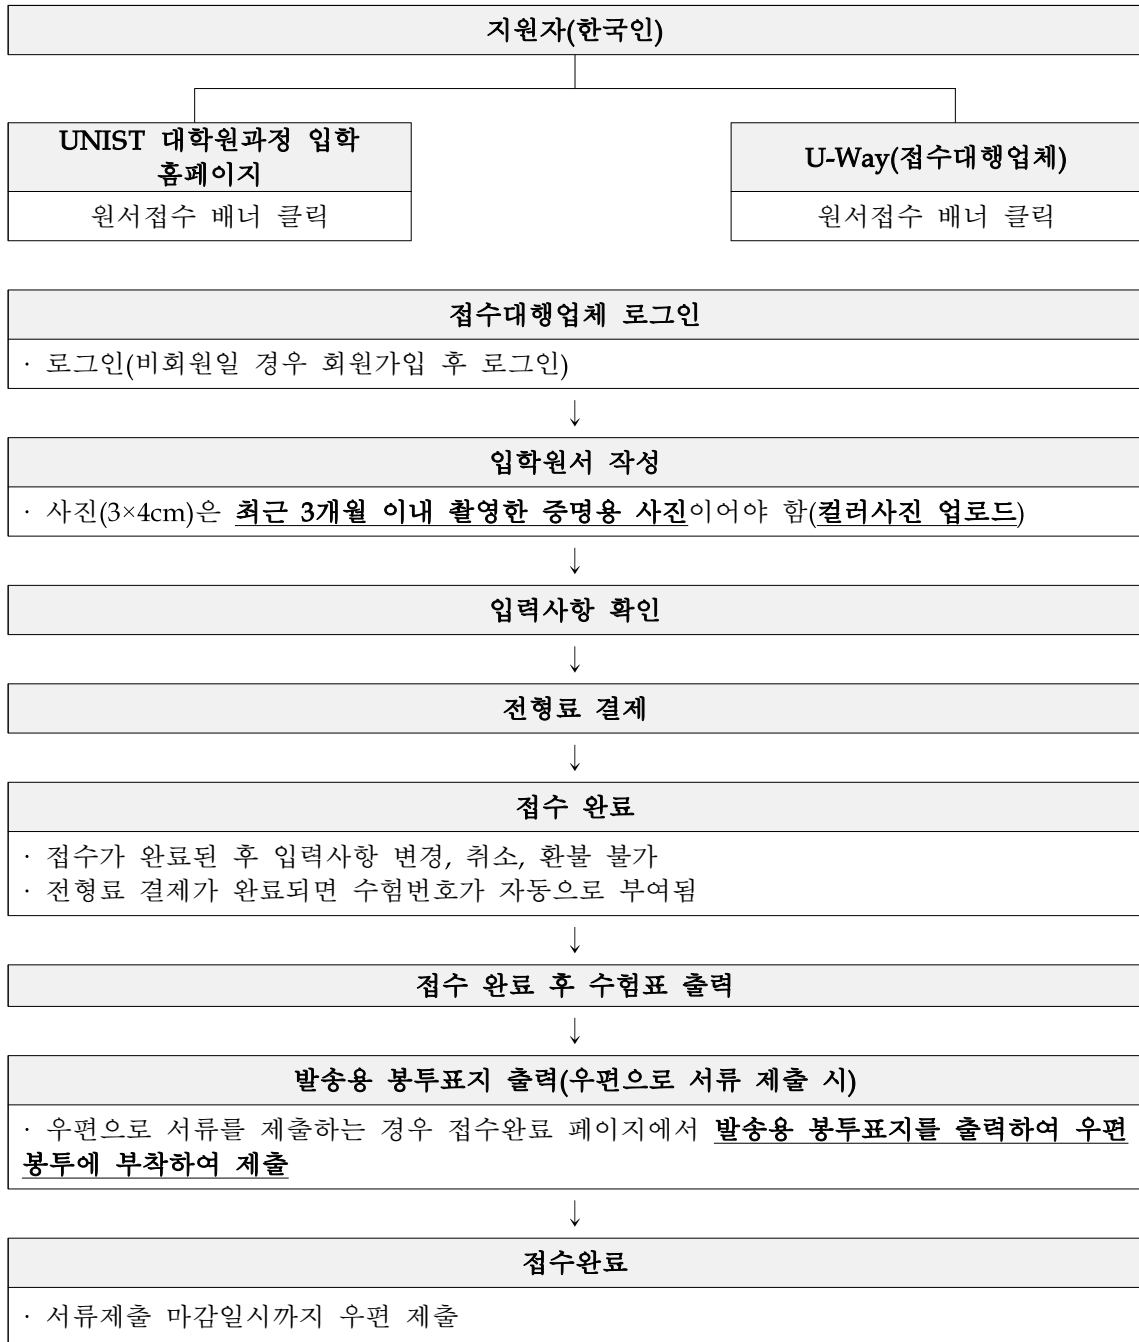 지원자(한국인)
UNIST 대학원과정 입학
홈페이지
원서접수 배너 클릭
U-Way(접수대행업체)
원서접수 배너 클릭
접수대행업체 로그인
· 로그인(비회원일 경우 회원가입 후 로그인)
↓
입학원서 작성
· 사진(3×4cm)은 최근 3개월 이내 촬영한 증명용 사진이어야 함(컬러사진 업로드)
↓
입력사항 확인
↓
전형료 결제
↓
접수 완료
· 접수가 완료된 후 입력사항 변경, 취소, 환불 불가
· 전형료 결제가 완료되면 수험번호가 자동으로 부여됨
↓
접수 완료 후 수험표 출력
↓
발송용 봉투표지 출력(우편으로 서류 제출 시)
· 우편으로 서류를 제출하는 경우 접수완료 페이지에서 발송용 봉투표지를 출력하여 우편
봉투에 부착하여 제출
↓
접수완료
· 서류제출 마감일시까지 우편 제출